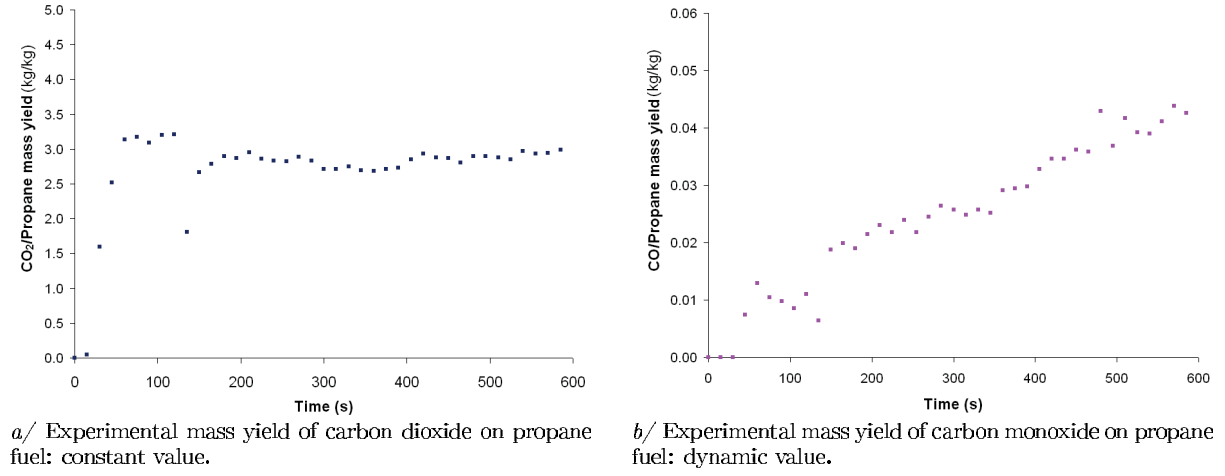 5.0
4.5
4.0
3.5
3.0
2.5
2.0
1.5
1.0
0.5
0.0
CO₂/Propane mass yield (kg/kg)
0 100 200 300 400 500 600
Time (s)
a/ Experimental mass yield of carbon dioxide on propane
fuel: constant value.
0.06
0.05
0.04
0.03
0.02
0.01
0.00
CO/Propane mass yield (kg/kg)
0 100 200 300 400 500 600
Time (s)
b/ Experimental mass yield of carbon monoxide on propane
fuel: dynamic value.